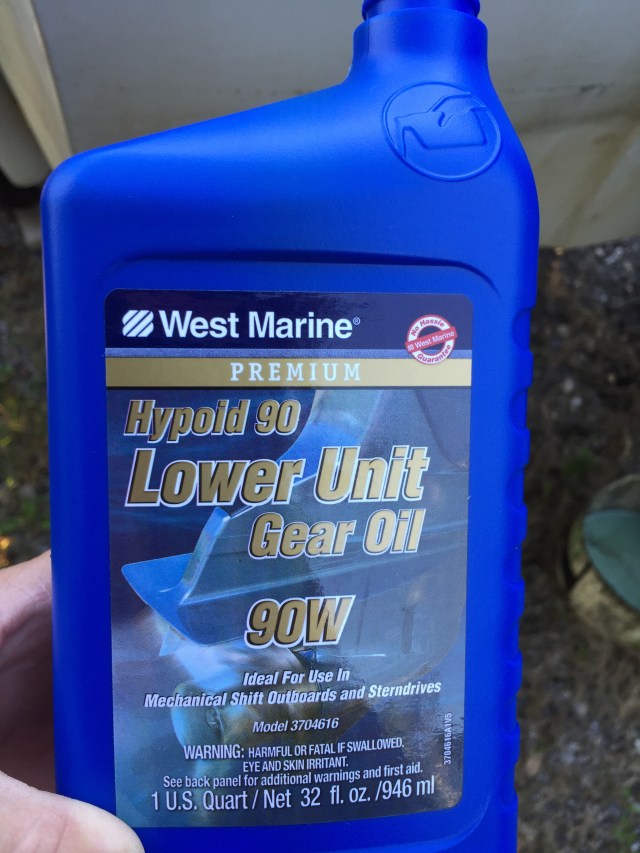 West Marine®
No Hassle
West Marine
Guarantee
PREMIUM
Hypoid 90
Lower Unit
Gear Oil
90W
Ideal For Use In
Mechanical Shift Outboards and Sterndrives
Model 3704616
3704616A1V5
WARNING: HARMFUL OR FATAL IF SWALLOWED.
EYE AND SKIN IRRITANT.
See back panel for additional warnings and first aid.
1 U.S. Quart / Net 32 fl. oz. /946 ml